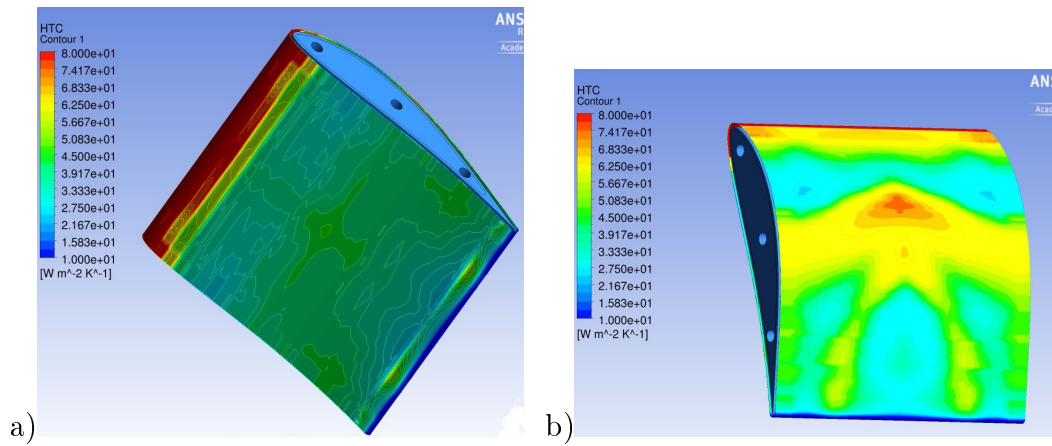 HTC
Contour 1
8.000e+01
7.417e+01
6.833e+01
6.250e+01
5.667e+01
5.083e+01
4.500e+01
3.917e+01
3.333e+01
2.750e+01
2.167e+01
1.583e+01
1.000e+01
[W m^-2 K^-1]
ANS
R
Acade
a)
HTC
Contour 1
8.000e+01
7.417e+01
6.833e+01
6.250e+01
5.667e+01
5.083e+01
4.500e+01
3.917e+01
3.333e+01
2.750e+01
2.167e+01
1.583e+01
1.000e+01
[W m^-2 K^-1]
ANS
Acad
b)